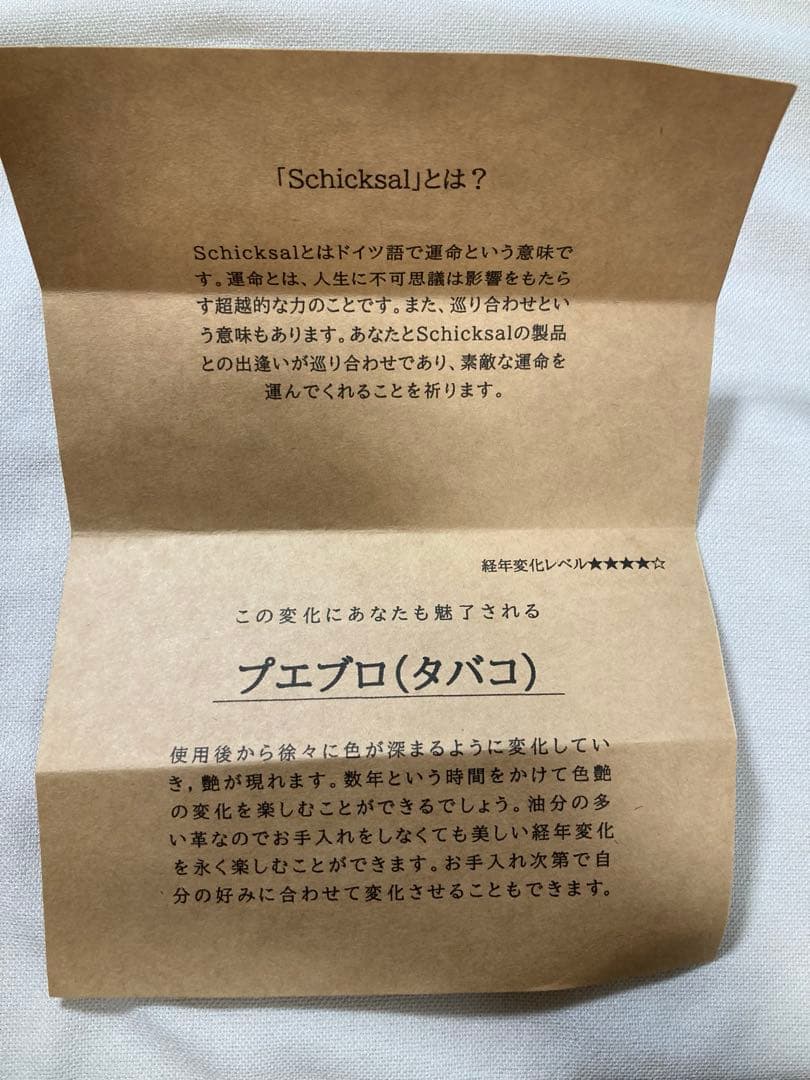 「Schicksal」とは？
Schicksalとはドイツ語で運命という意味で
す。運命とは、人生に不可思議は影響をもたら
す超越的な力のことです。また、巡り合わせとい
う意味もあります。あなたとSchicksalの製品
との出逢いが巡り合わせであり、素敵な運命を
運んでくれることを祈ります。
経年変化レベル★★★★☆
この変化にあなたも魅了される
プエブロ(タバコ)
使用後から徐々に色が深まるように変化してい
き,艶が現れます。数年という時間をかけて色艶
の変化を楽しむことができるでしょう。油分の多
い革なのでお手入れをしなくても美しい経年変化
を永く楽しむことができます。お手入れ次第で自
分の好みに合わせて変化させることもできます。